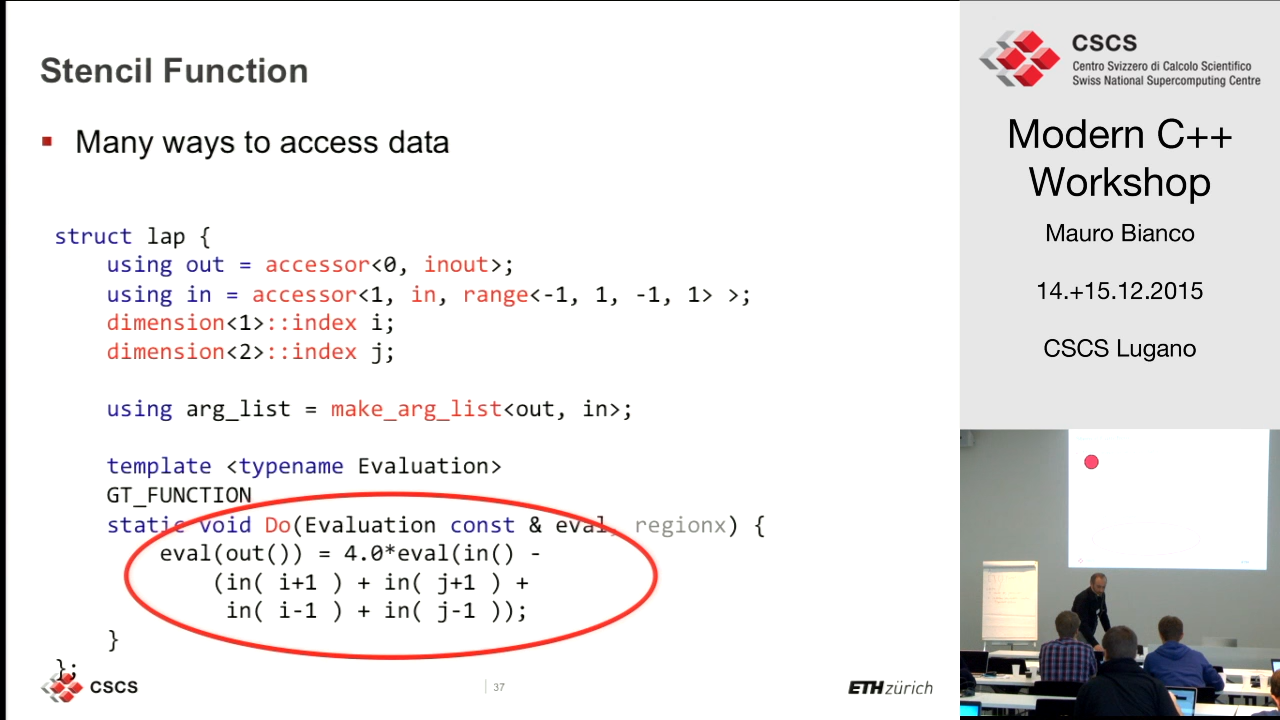 Stencil Function
▪ Many ways to access data
struct lap {
    using out = accessor<0, inout>;
    using in = accessor<1, in, range<-1, 1, -1, 1> >;
    dimension<1>::index i;
    dimension<2>::index j;
    using arg_list = make_arg_list<out, in>;
    template <typename Evaluation>
    GT_FUNCTION
    static void Do(Evaluation const & eval, regionx) {
        eval(out()) = 4.0*eval(in() -
            (in( i+1 ) + in( j+1 ) +
             in( i-1 ) + in( j-1 ));
    }
};
CSCS
37
ETH zürich
CSCS
Centro Svizzero di Calcolo Scientifico
Swiss National Supercomputing Centre
Modern C++
Workshop
Mauro Bianco
14.+15.12.2015
CSCS Lugano